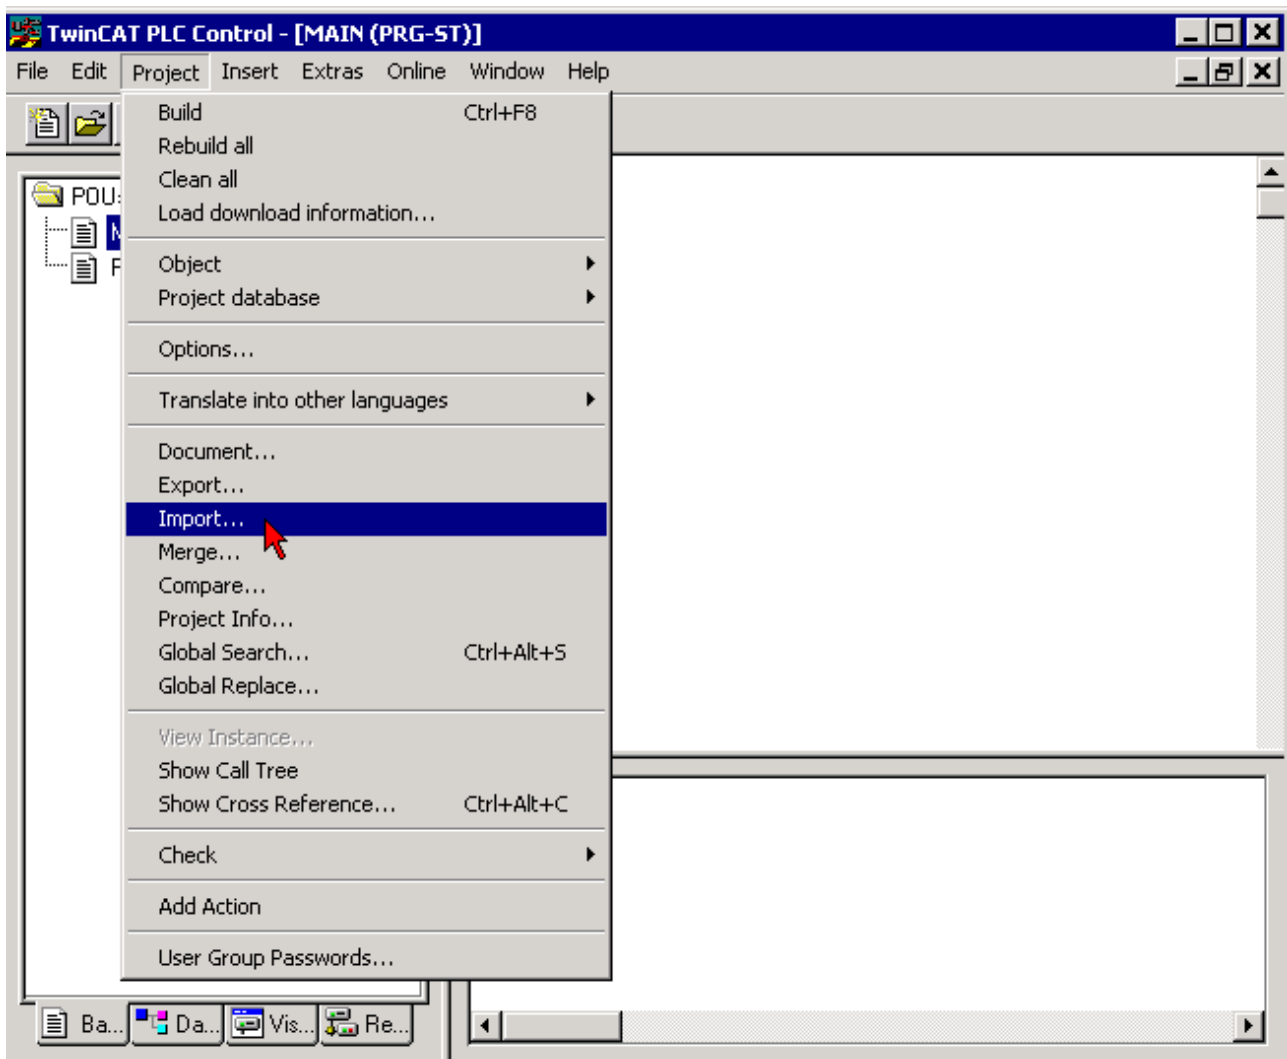 TwinCAT PLC Control - [MAIN (PRG-ST)]
File Edit Project Insert Extras Online Window Help
Build Ctrl+F8
Rebuild all
Clean all
Load download information...
POU
Object
Project database
Options...
Translate into other languages
Document...
Export...
Import...
Merge...
Compare...
Project Info...
Global Search... Ctrl+Alt+S
Global Replace...
View Instance...
Show Call Tree
Show Cross Reference... Ctrl+Alt+C
Check
Add Action
User Group Passwords...
Ba... Da... Vis... Re...